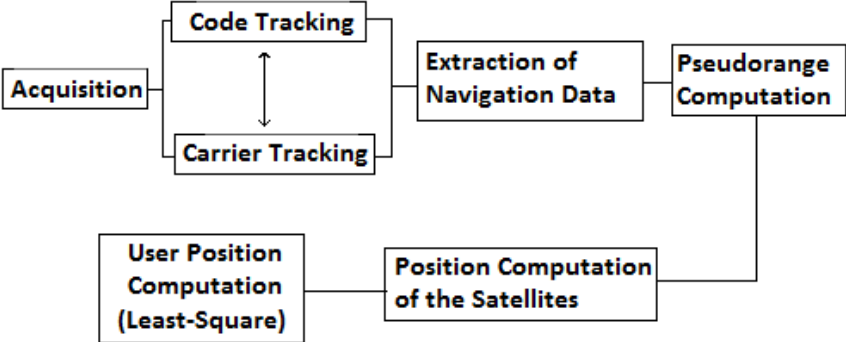 Acquisition
Code Tracking
Carrier Tracking
Extraction of
Navigation Data
Pseudorange
Computation
Position Computation
of the Satellites
User Position
Computation
(Least-Square)